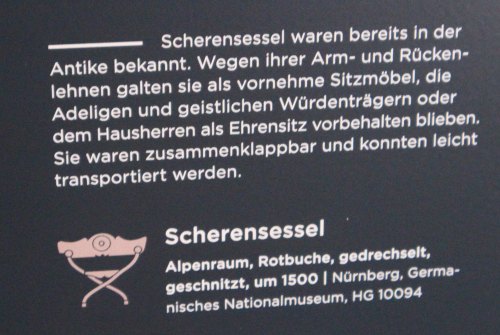 Scherensessel waren bereits in der
Antike bekannt. Wegen ihrer Arm- und Rücken-
lehnen galten sie als vornehme Sitzmöbel, die
Adeligen und geistlichen Würdenträgern oder
dem Hausherren als Ehrensitz vorbehalten blieben.
Sie waren zusammenklappbar und konnten leicht
transportiert werden.
Scherensessel
Alpenraum, Rotbuche, gedrechselt,
geschnitzt, um 1500 | Nürnberg, Germa-
nisches Nationalmuseum, HG 10094